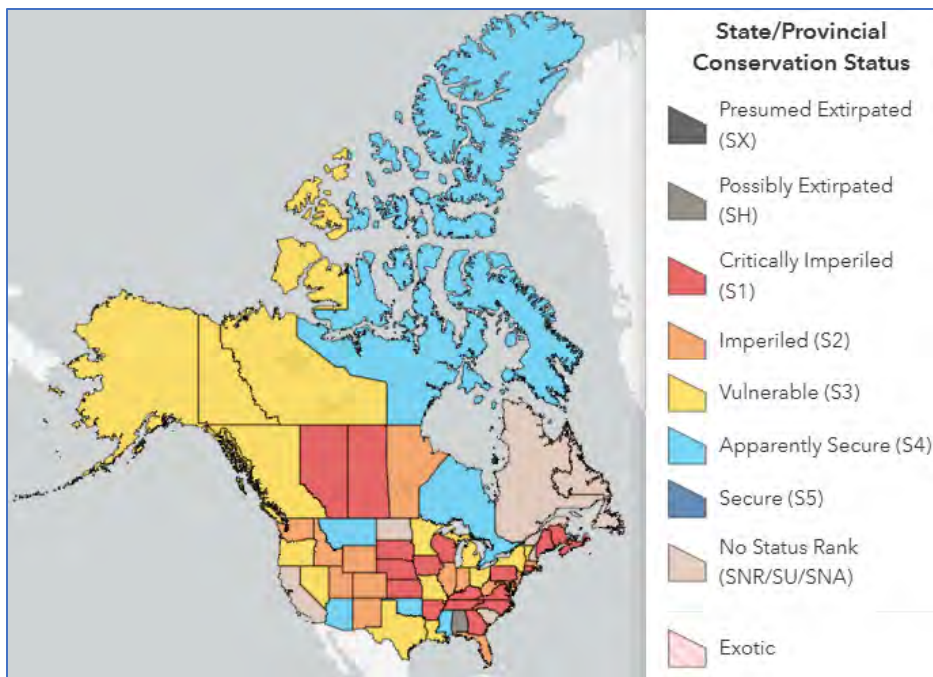 State/Provincial
Conservation Status
Presumed Extirpated
(SX)
Possibly Extirpated
(SH)
Critically Imperiled
(S1)
Imperiled (S2)
Vulnerable (S3)
Apparently Secure (S4)
Secure (S5)
No Status Rank
(SNR/SU/SNA)
Exotic